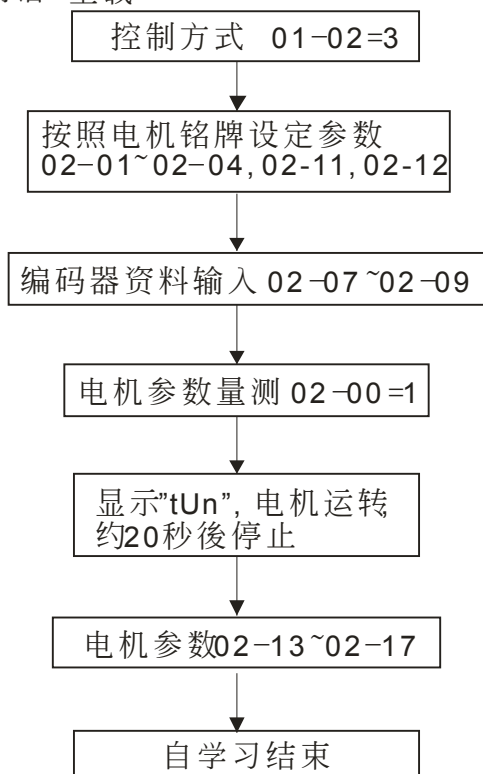 控制方式 01-02=3
按照电机铭牌设定参数
02-01~02-04, 02-11, 02-12
编码器资料输入 02-07~02-09
电机参数量测 02-00=1
显示"tUn", 电机运转,
约20秒後停止
电机参数02-13~02-17
自学习结束